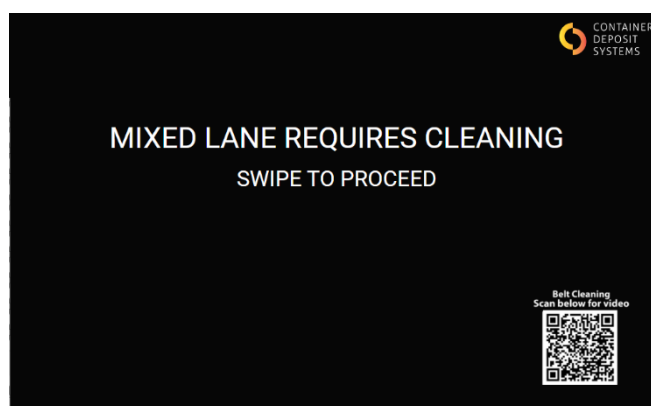 CONTAINER
DEPOSIT
SYSTEMS
MIXED LANE REQUIRES CLEANING
SWIPE TO PROCEED
Belt Cleaning
Scan below for video